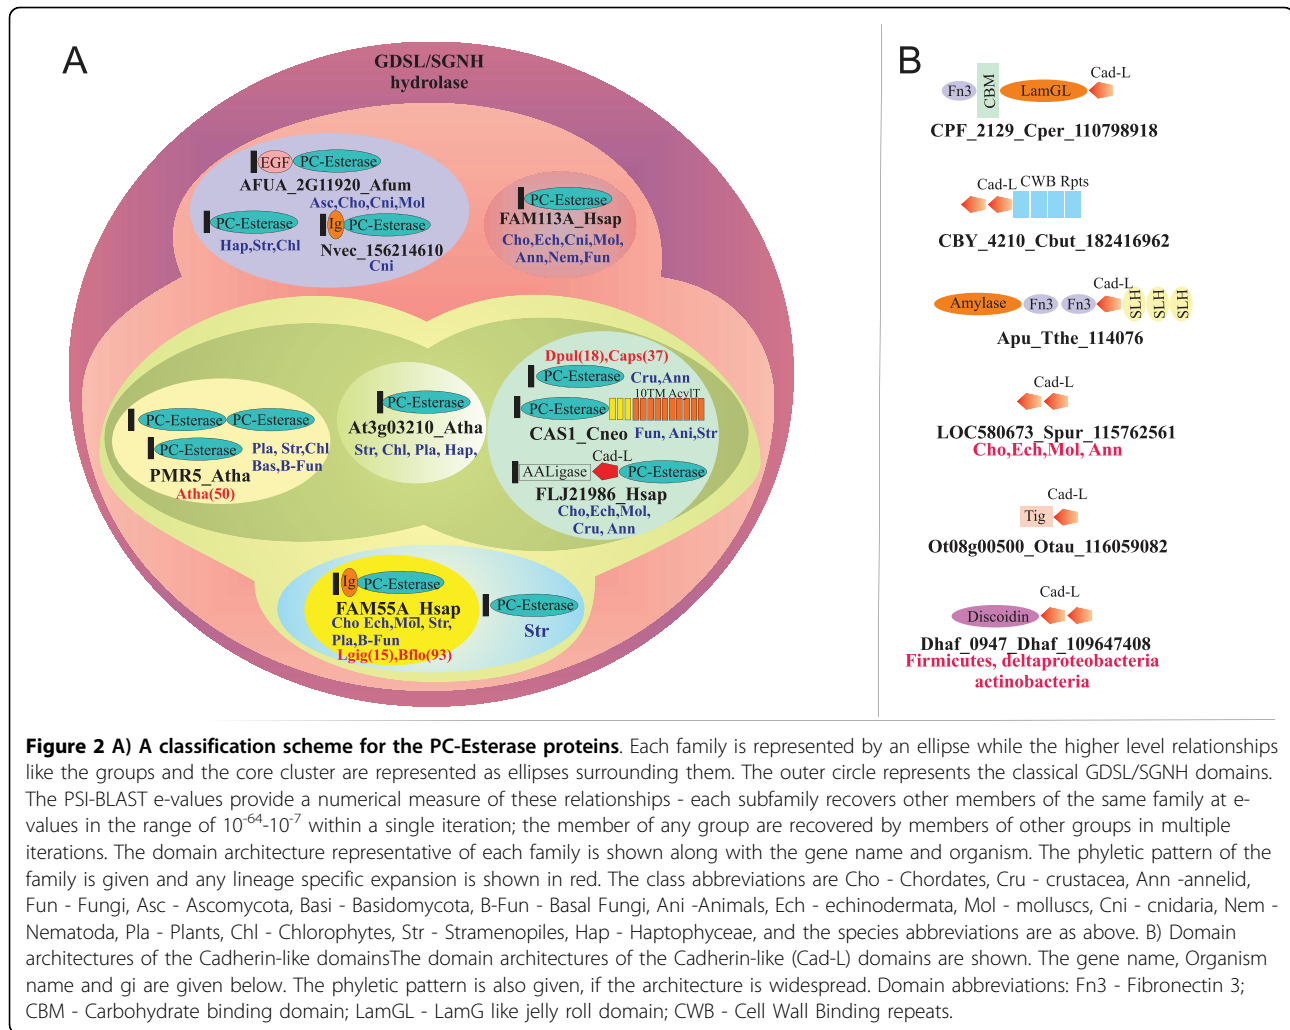 A
GDSL/SGNH
hydrolase
EGF PC-Esterase
AFUA_2G11920_Afum
Asc,Cho,Cni,Mol
PC-Esterase
Hap,Str,Chl
Ig PC-Esterase
Nvec_156214610
Cni
PC-Esterase
FAM113A_Hsap
Cho,Ech,Cni,Mol,
Ann,Nem,Fun
PC-Esterase PC-Esterase
PC-Esterase
Pla, Str,Chl
Bas,B-Fun
PMR5_Atha
Atha(50)
PC-Esterase
At3g03210_Atha
Str, Chl, Pla, Hap,
Dpul(18),Caps(37)
PC-Esterase
Cru,Ann
10TM AcylT
PC-Esterase
CAS1_Cneo
Fun, Ani,Str
Cad-L
AALigase PC-Esterase
FLJ21986_Hsap
Cho,Ech,Mol,
Cru, Ann
Ig PC-Esterase
FAM55A_Hsap
Cho Ech,Mol, Str,
Pla,B-Fun
Lgig(15),Bflo(93)
PC-Esterase
Str
B
Cad-L
Fn3 CBM LamGL
CPF_2129_Cper_110798918
Cad-L CWB Rpts
CBY_4210_Cbut_182416962
Cad-L
Amylase Fn3 Fn3 SLH SLH SLH
Apu_Tthe_114076
Cad-L
LOC580673_Spur_115762561
Cho,Ech,Mol, Ann
Cad-L
Tig
Ot08g00500_Otau_116059082
Cad-L
Discoidin
Dhaf_0947_Dhaf_109647408
Firmicutes, deltaproteobacteria
actinobacteria
Figure 2 A) A classification scheme for the PC-Esterase proteins. Each family is represented by an ellipse while the higher level relationships
like the groups and the core cluster are represented as ellipses surrounding them. The outer circle represents the classical GDSL/SGNH domains.
The PSI-BLAST e-values provide a numerical measure of these relationships - each subfamily recovers other members of the same family at e-
values in the range of 10⁻⁶⁴-10⁻⁷ within a single iteration; the member of any group are recovered by members of other groups in multiple
iterations. The domain architecture representative of each family is shown along with the gene name and organism. The phyletic pattern of the
family is given and any lineage specific expansion is shown in red. The class abbreviations are Cho - Chordates, Cru - crustacea, Ann -annelid,
Fun - Fungi, Asc - Ascomycota, Basi - Basidomycota, B-Fun - Basal Fungi, Ani -Animals, Ech - echinodermata, Mol - molluscs, Cni - cnidaria, Nem -
Nematoda, Pla - Plants, Chl - Chlorophytes, Str - Stramenopiles, Hap - Haptophyceae, and the species abbreviations are as above. B) Domain
architectures of the Cadherin-like domainsThe domain architectures of the Cadherin-like (Cad-L) domains are shown. The gene name, Organism
name and gi are given below. The phyletic pattern is also given, if the architecture is widespread. Domain abbreviations: Fn3 - Fibronectin 3;
CBM - Carbohydrate binding domain; LamGL - LamG like jelly roll domain; CWB - Cell Wall Binding repeats.